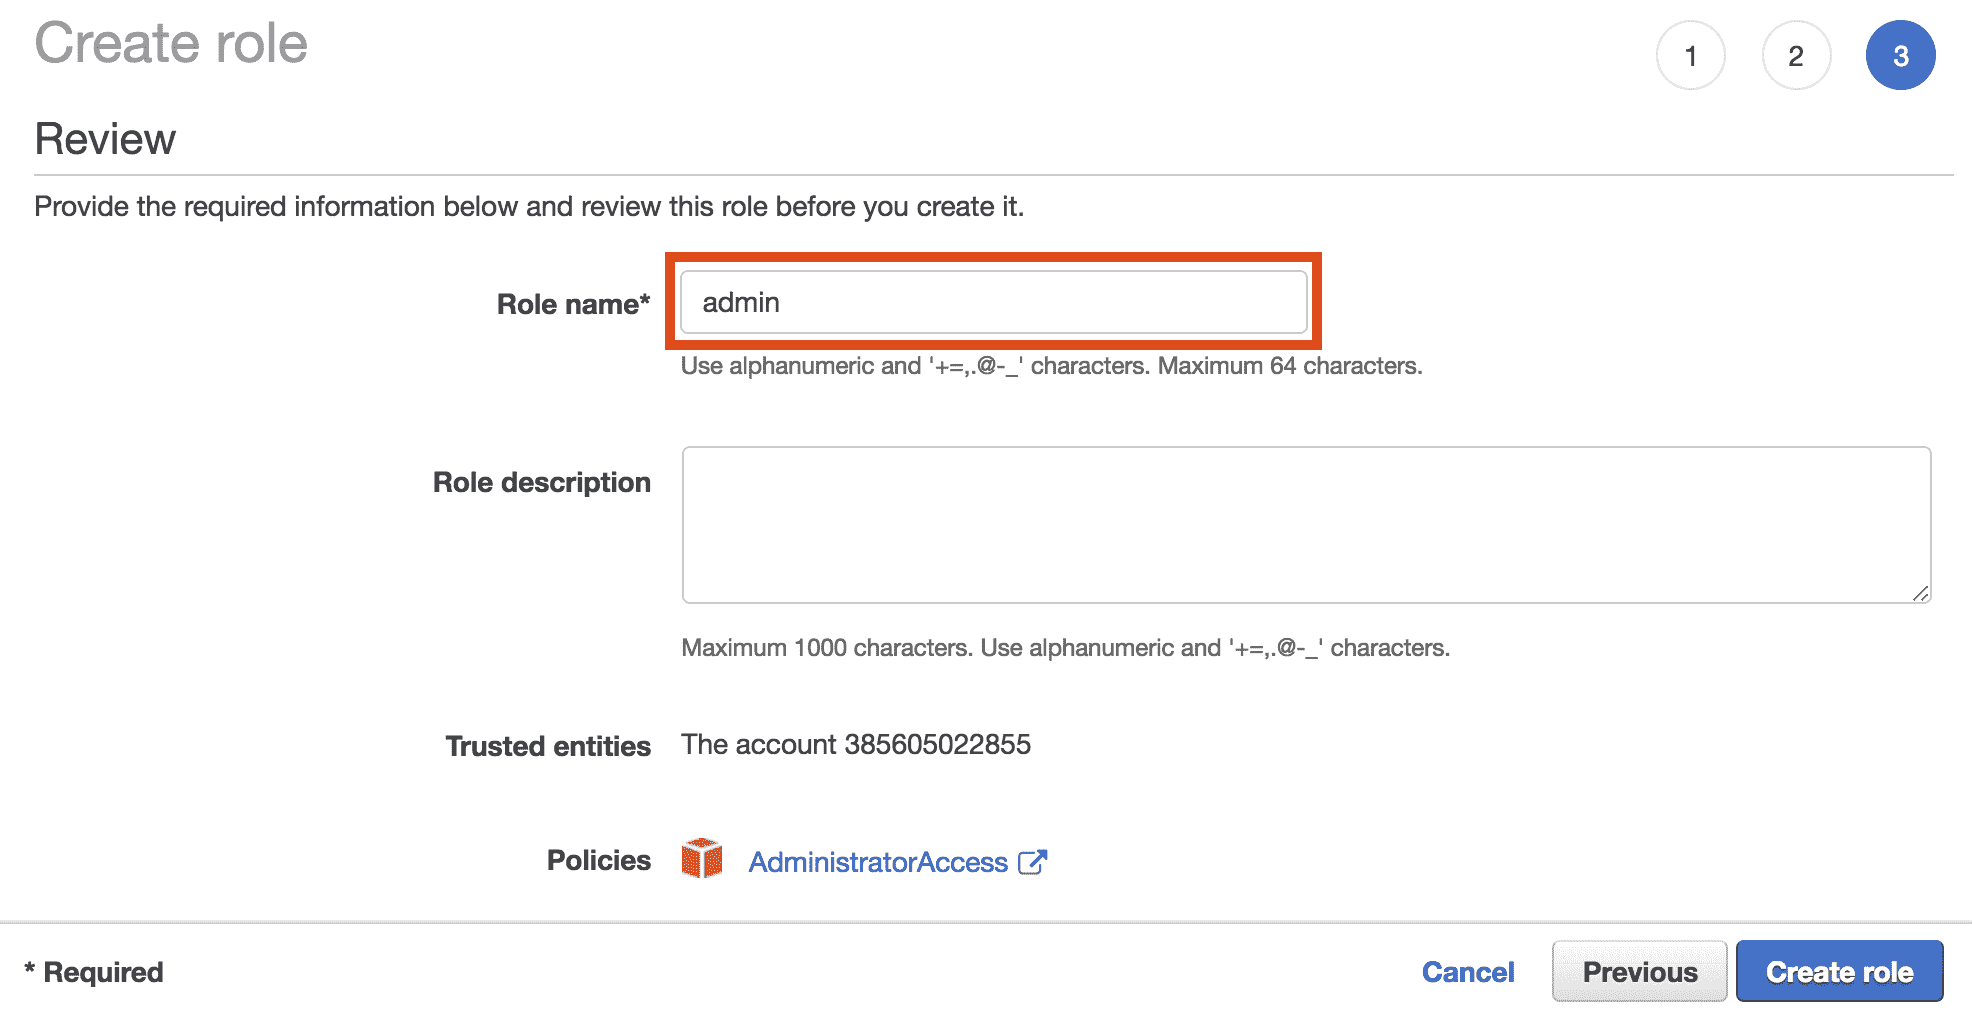 Create role
1 2 3
Review
Provide the required information below and review this role before you create it.
Role name* admin
Use alphanumeric and '+=,.@-_' characters. Maximum 64 characters.
Role description
Maximum 1000 characters. Use alphanumeric and '+=,.@-_' characters.
Trusted entities The account 385605022855
Policies AdministratorAccess
* Required Cancel Previous Create role